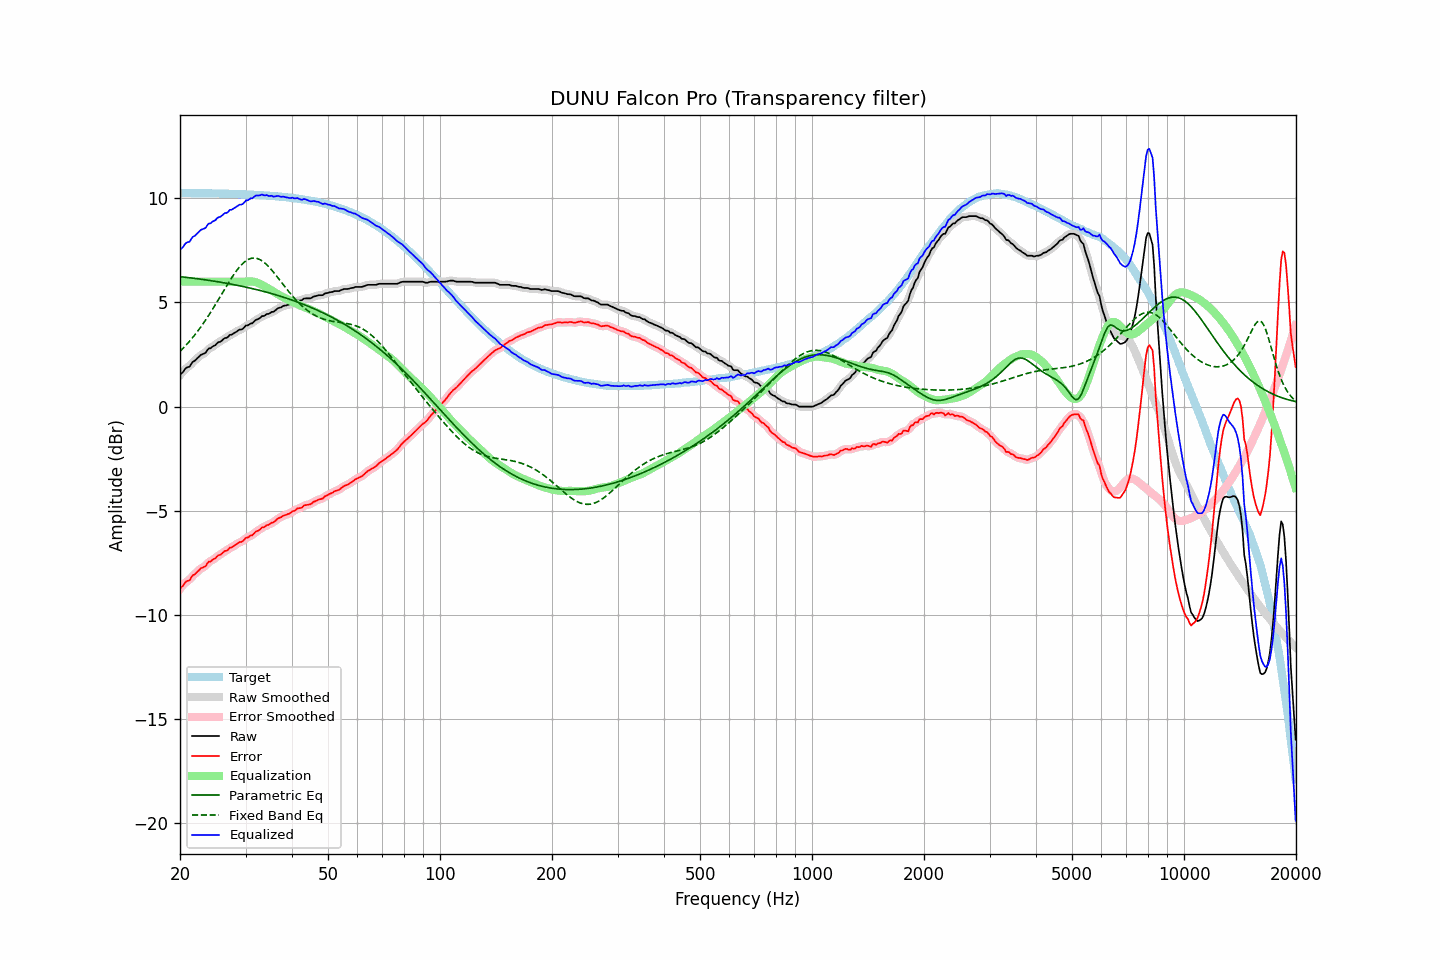 DUNU Falcon Pro (Transparency filter)
Amplitude (dBr)
10
5
0
−5
−10
−15
−20
Target
Raw Smoothed
Error Smoothed
Raw
Error
Equalization
Parametric Eq
Fixed Band Eq
Equalized
20 50 100 200 500 1000 2000 5000 10000 20000
Frequency (Hz)